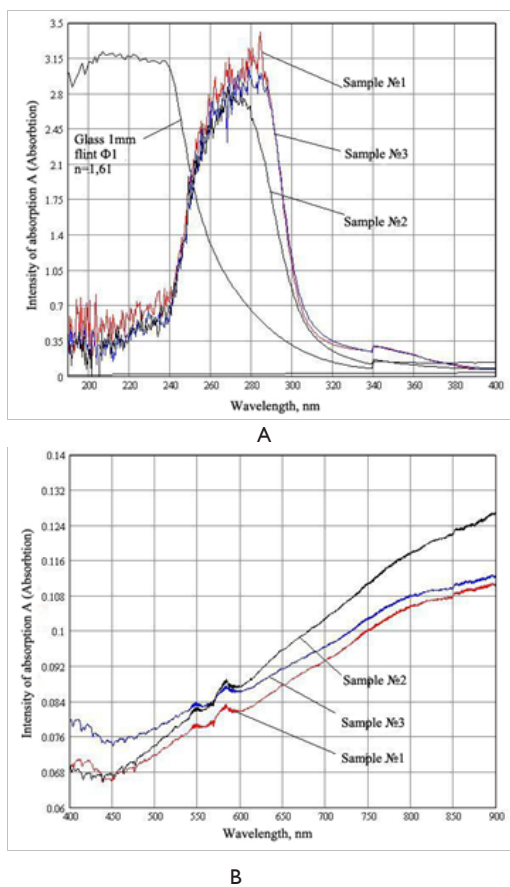 Intensity of absorption A (Absorbtion)
3.5
3.15
2.8
2.45
2.1
1.75
1.4
1.05
0.7
0.35
0
Sample №1
Glass 1mm
flint Ф1
n=1,61
Sample №3
Sample №2
200 220 240 260 280 300 320 340 360 380 400
Wavelength, nm
A
Intensity of absorption A (Absorbtion)
0.14
0.132
0.124
0.116
0.108
0.1
0.092
0.084
0.076
0.068
0.06
Sample №2
Sample №3
Sample №1
400 450 500 550 600 650 700 750 800 850 900
Wavelength, nm
B